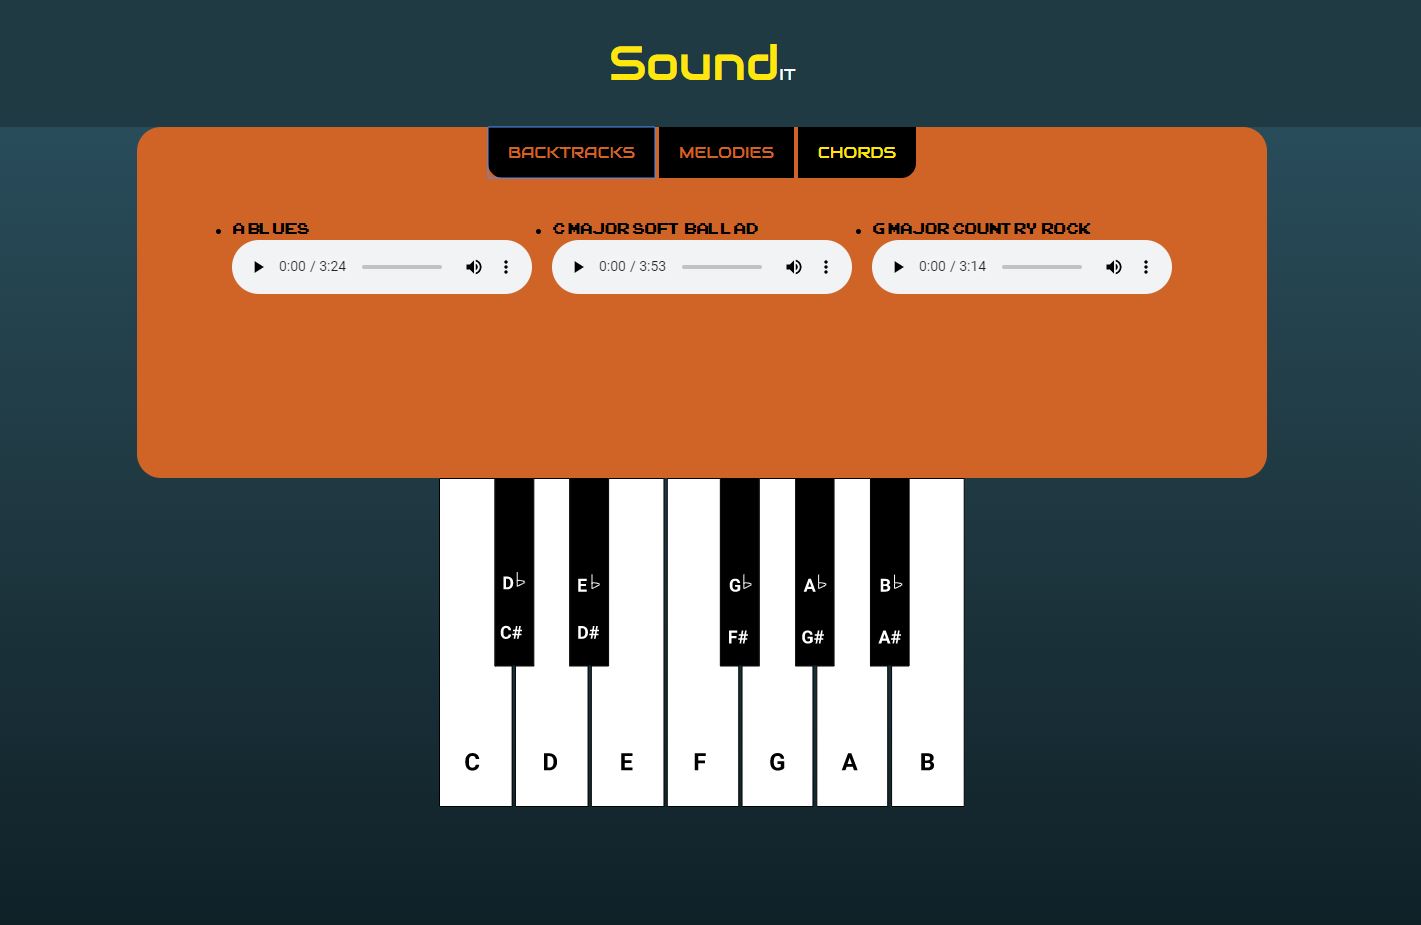 SoundIT
BACKTRACKS MELODIES CHORDS
A BLUES C MAJOR SOFT BALLAD G MAJOR COUNTRY ROCK
0:00 / 3:24 0:00 / 3:53 0:00 / 3:14
D♭ E♭ G♭ A♭ B♭
C# D# F# G# A#
C D E F G A B